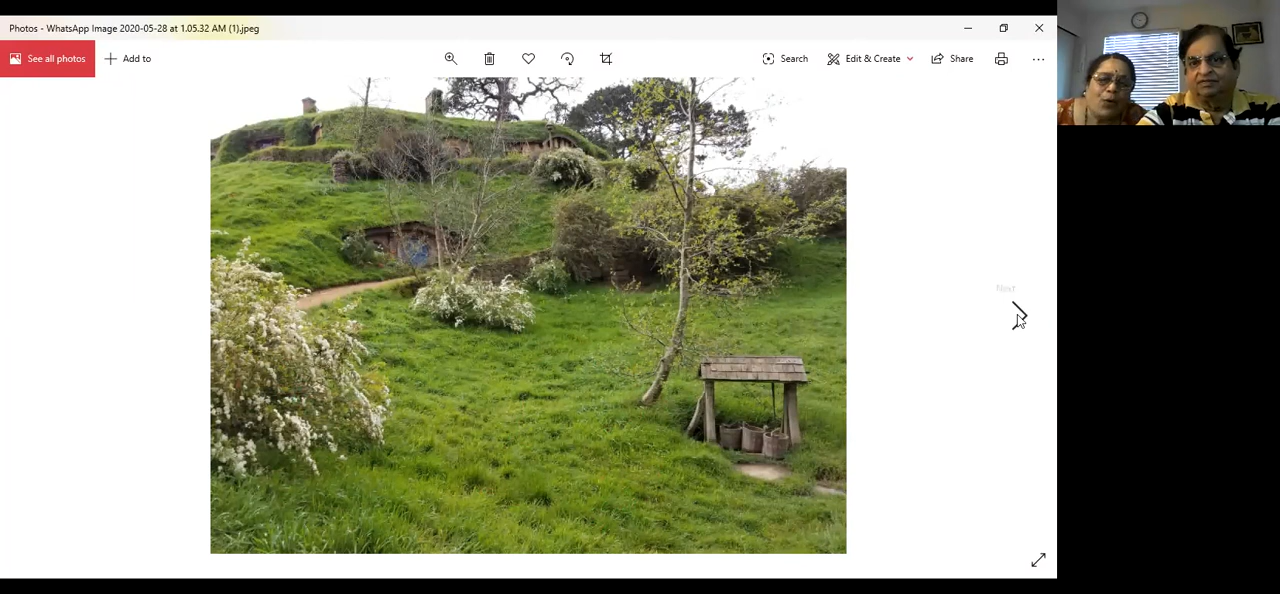 Photos - WhatsApp Image 2020-05-28 at 1.05.32 AM (1).jpeg
See all photos
Add to
Search
Edit & Create
Share
Next